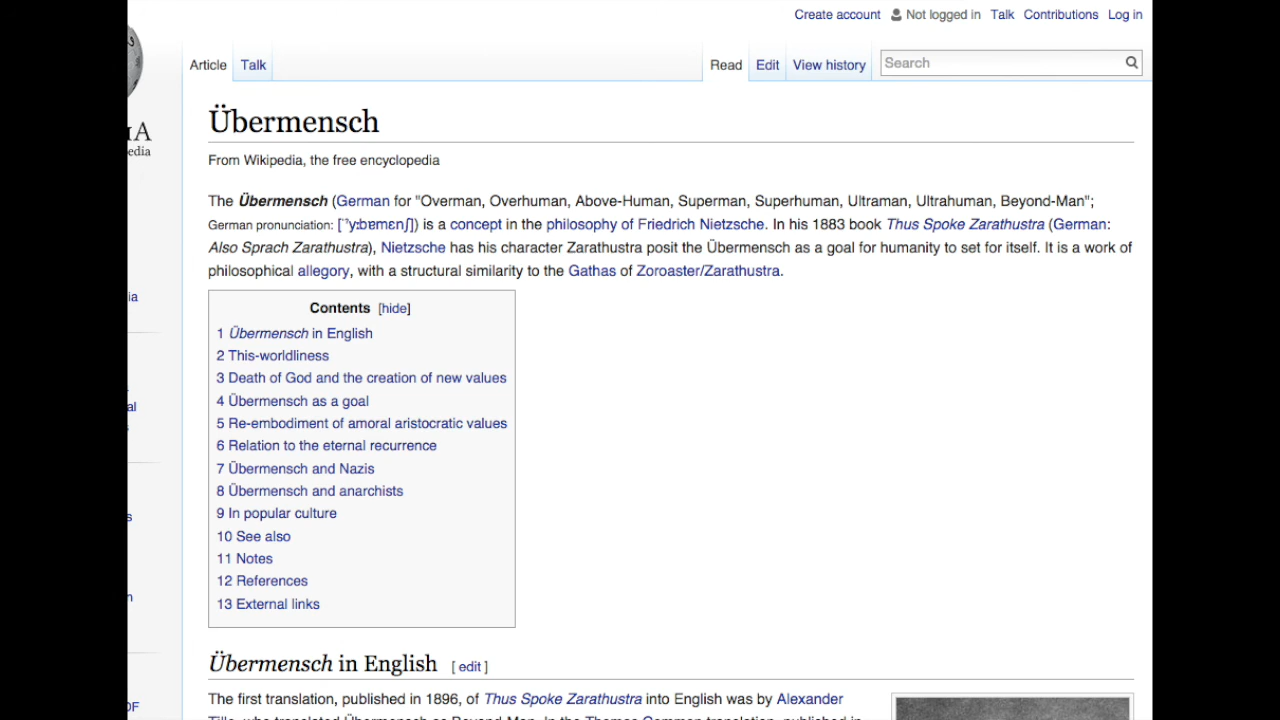 Create account Not logged in Talk Contributions Log in
Article Talk Read Edit View history Search
Übermensch
From Wikipedia, the free encyclopedia
The Übermensch (German for "Overman, Overhuman, Above-Human, Superman, Superhuman, Ultraman, Ultrahuman, Beyond-Man";
German pronunciation: [ˈˀyːbɐmɛnʃ]) is a concept in the philosophy of Friedrich Nietzsche. In his 1883 book Thus Spoke Zarathustra (German:
Also Sprach Zarathustra), Nietzsche has his character Zarathustra posit the Übermensch as a goal for humanity to set for itself. It is a work of
philosophical allegory, with a structural similarity to the Gathas of Zoroaster/Zarathustra.
Contents [hide]
1 Übermensch in English
2 This-worldliness
3 Death of God and the creation of new values
4 Übermensch as a goal
5 Re-embodiment of amoral aristocratic values
6 Relation to the eternal recurrence
7 Übermensch and Nazis
8 Übermensch and anarchists
9 In popular culture
10 See also
11 Notes
12 References
13 External links
Übermensch in English [ edit ]
The first translation, published in 1896, of Thus Spoke Zarathustra into English was by Alexander